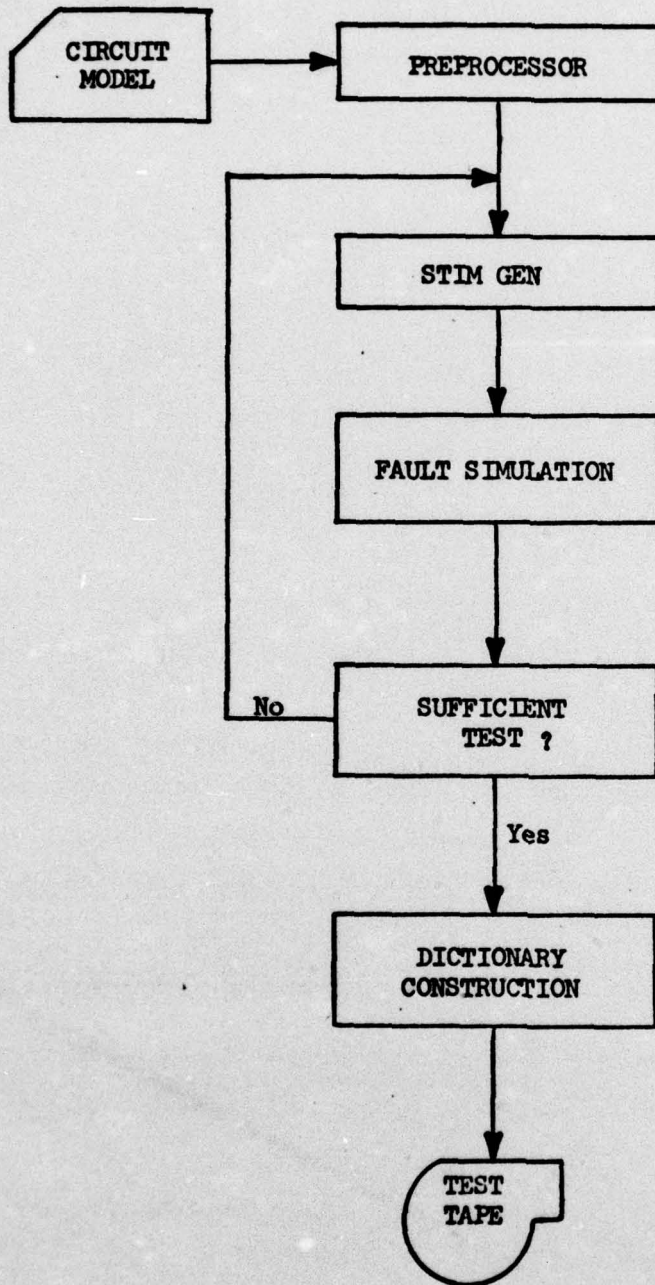 CIRCUIT
MODEL
PREPROCESSOR
STIM GEN
FAULT SIMULATION
SUFFICIENT
TEST ?
No
Yes
DICTIONARY
CONSTRUCTION
TEST
TAPE